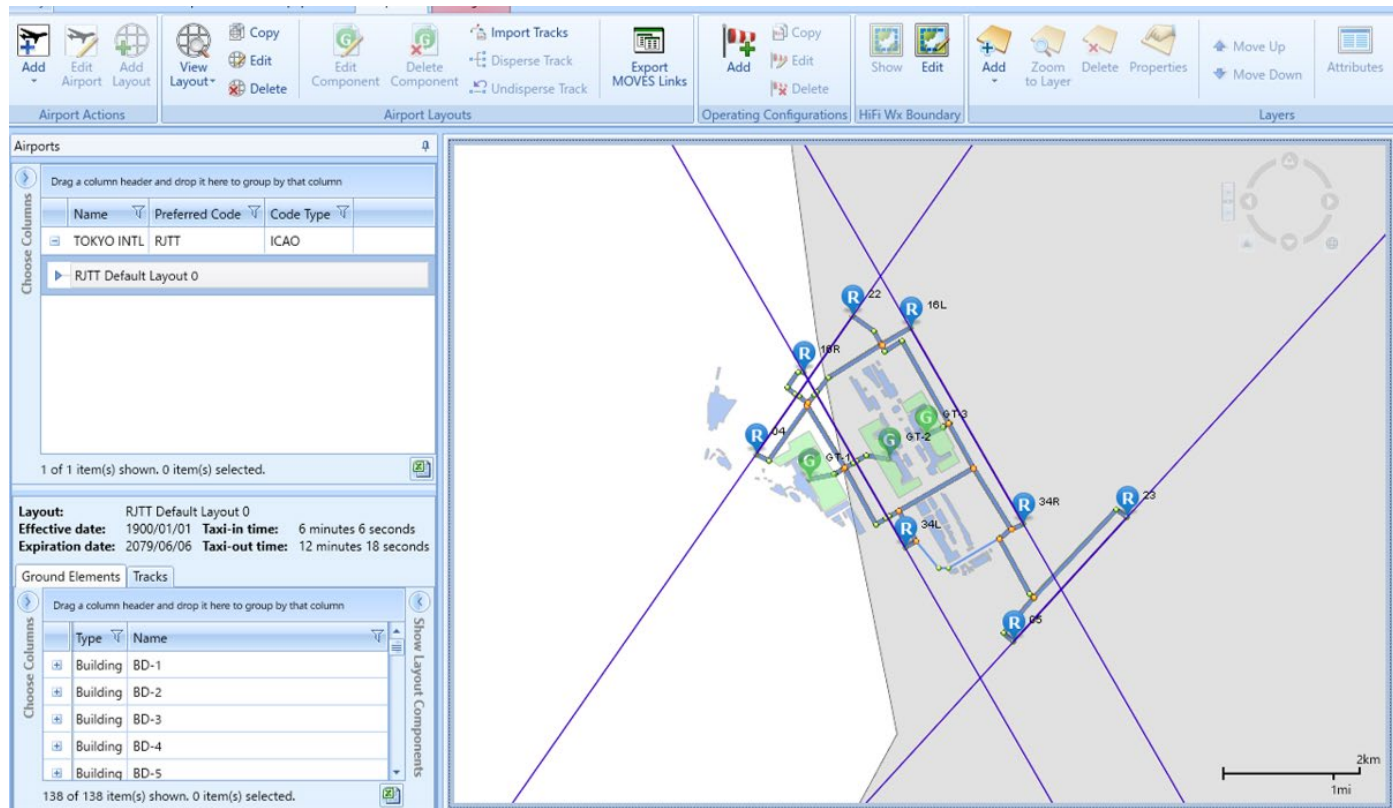 Add
Edit Airport
Add Layout
Airport Actions
View Layout
Copy
Edit
Delete
Edit Component
Delete Component
Import Tracks
Disperse Track
Undisperse Track
Export MOVES Links
Airport Layouts
Add
Copy
Edit
Delete
Operating Configurations
Show
Edit
HiFi Wx Boundary
Add
Zoom to Layer
Delete
Properties
Move Up
Move Down
Attributes
Layers
Airports
Choose Columns
Drag a column header and drop it here to group by that column
Name Preferred Code Code Type
TOKYO INTL RJTT ICAO
RJTT Default Layout 0
1 of 1 item(s) shown. 0 item(s) selected.
Layout: RJTT Default Layout 0
Effective date: 1900/01/01 Taxi-in time: 6 minutes 6 seconds
Expiration date: 2079/06/06 Taxi-out time: 12 minutes 18 seconds
Ground Elements Tracks
Choose Columns
Drag a column header and drop it here to group by that column
Type Name
Building BD-1
Building BD-2
Building BD-3
Building BD-4
Building BD-5
Show Layout Components
138 of 138 item(s) shown. 0 item(s) selected.
R 22
R 16L
R 16R
R 04
G GT-1
G GT-2
G GT-3
R 34L
R 34R
R 23
R 05
2km
1mi